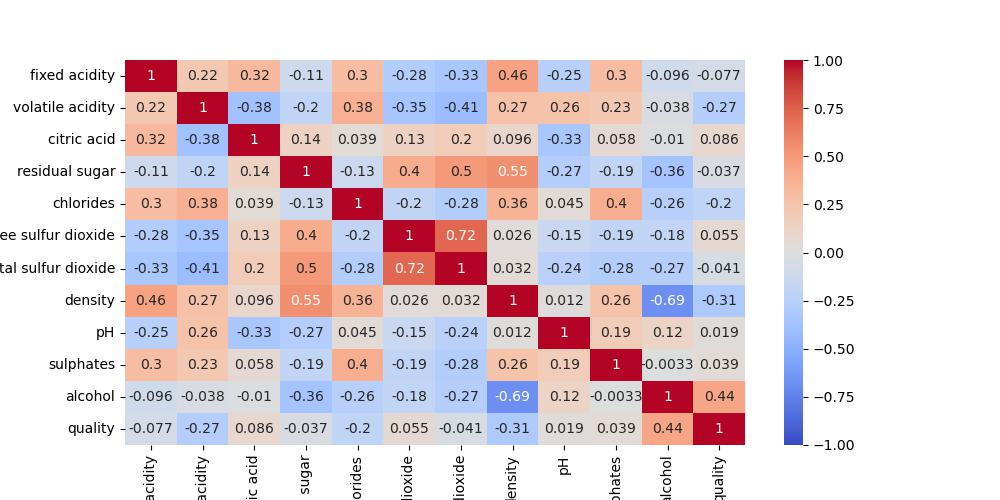 fixed acidity 1 0.22 0.32 -0.11 0.3 -0.28 -0.33 0.46 -0.25 0.3 -0.096 -0.077
volatile acidity 0.22 1 -0.38 -0.2 0.38 -0.35 -0.41 0.27 0.26 0.23 -0.038 -0.27
citric acid 0.32 -0.38 1 0.14 0.039 0.13 0.2 0.096 -0.33 0.058 -0.01 0.086
residual sugar -0.11 -0.2 0.14 1 -0.13 0.4 0.5 0.55 -0.27 -0.19 -0.36 -0.037
chlorides 0.3 0.38 0.039 -0.13 1 -0.2 -0.28 0.36 0.045 0.4 -0.26 -0.2
ee sulfur dioxide -0.28 -0.35 0.13 0.4 -0.2 1 0.72 0.026 -0.15 -0.19 -0.18 0.055
tal sulfur dioxide -0.33 -0.41 0.2 0.5 -0.28 0.72 1 0.032 -0.24 -0.28 -0.27 -0.041
density 0.46 0.27 0.096 0.55 0.36 0.026 0.032 1 0.012 0.26 -0.69 -0.31
pH -0.25 0.26 -0.33 -0.27 0.045 -0.15 -0.24 0.012 1 0.19 0.12 0.019
sulphates 0.3 0.23 0.058 -0.19 0.4 -0.19 -0.28 0.26 0.19 1 -0.0033 0.039
alcohol -0.096 -0.038 -0.01 -0.36 -0.26 -0.18 -0.27 -0.69 0.12 -0.0033 1 0.44
quality -0.077 -0.27 0.086 -0.037 -0.2 0.055 -0.041 -0.31 0.019 0.039 0.44 1
acidity
acidity
ic acid
sugar
orides
dioxide
dioxide
density
pH
phates
alcohol
quality
1.00
0.75
0.50
0.25
0.00
−0.25
−0.50
−0.75
−1.00